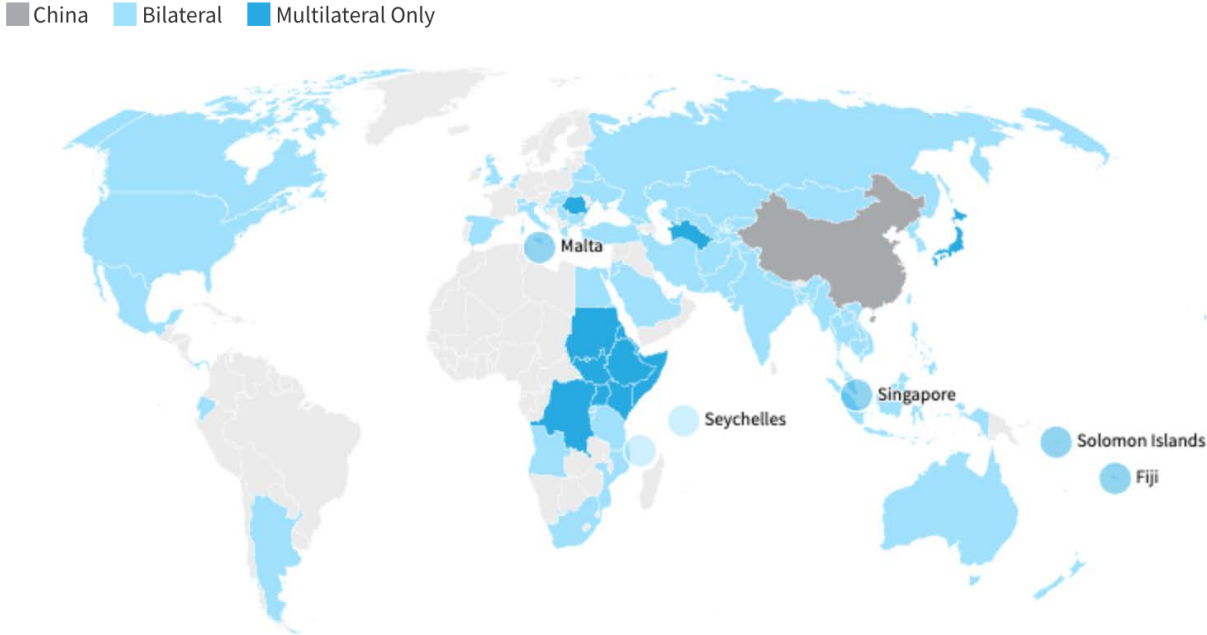 China Bilateral Multilateral Only
Malta
Singapore
Seychelles
Solomon Islands
Fiji